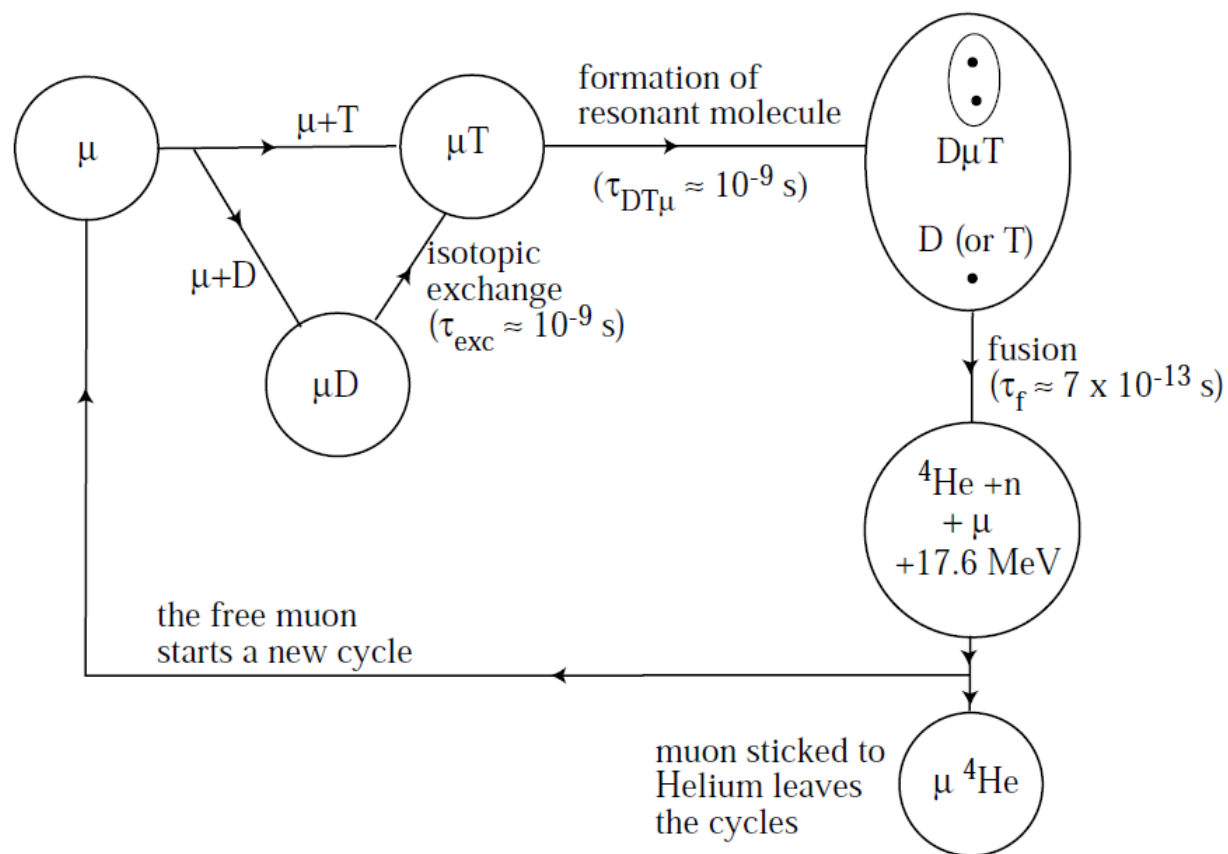 μ
μ+T
μT
formation of
resonant molecule
(τ_DTμ ≈ 10⁻⁹ s)
DμT
D (or T)
μ+D
isotopic
exchange
(τ_exc ≈ 10⁻⁹ s)
μD
fusion
(τ_f ≈ 7 x 10⁻¹³ s)
⁴He +n
+ μ
+17.6 MeV
the free muon
starts a new cycle
muon sticked to
Helium leaves
the cycles
μ ⁴He